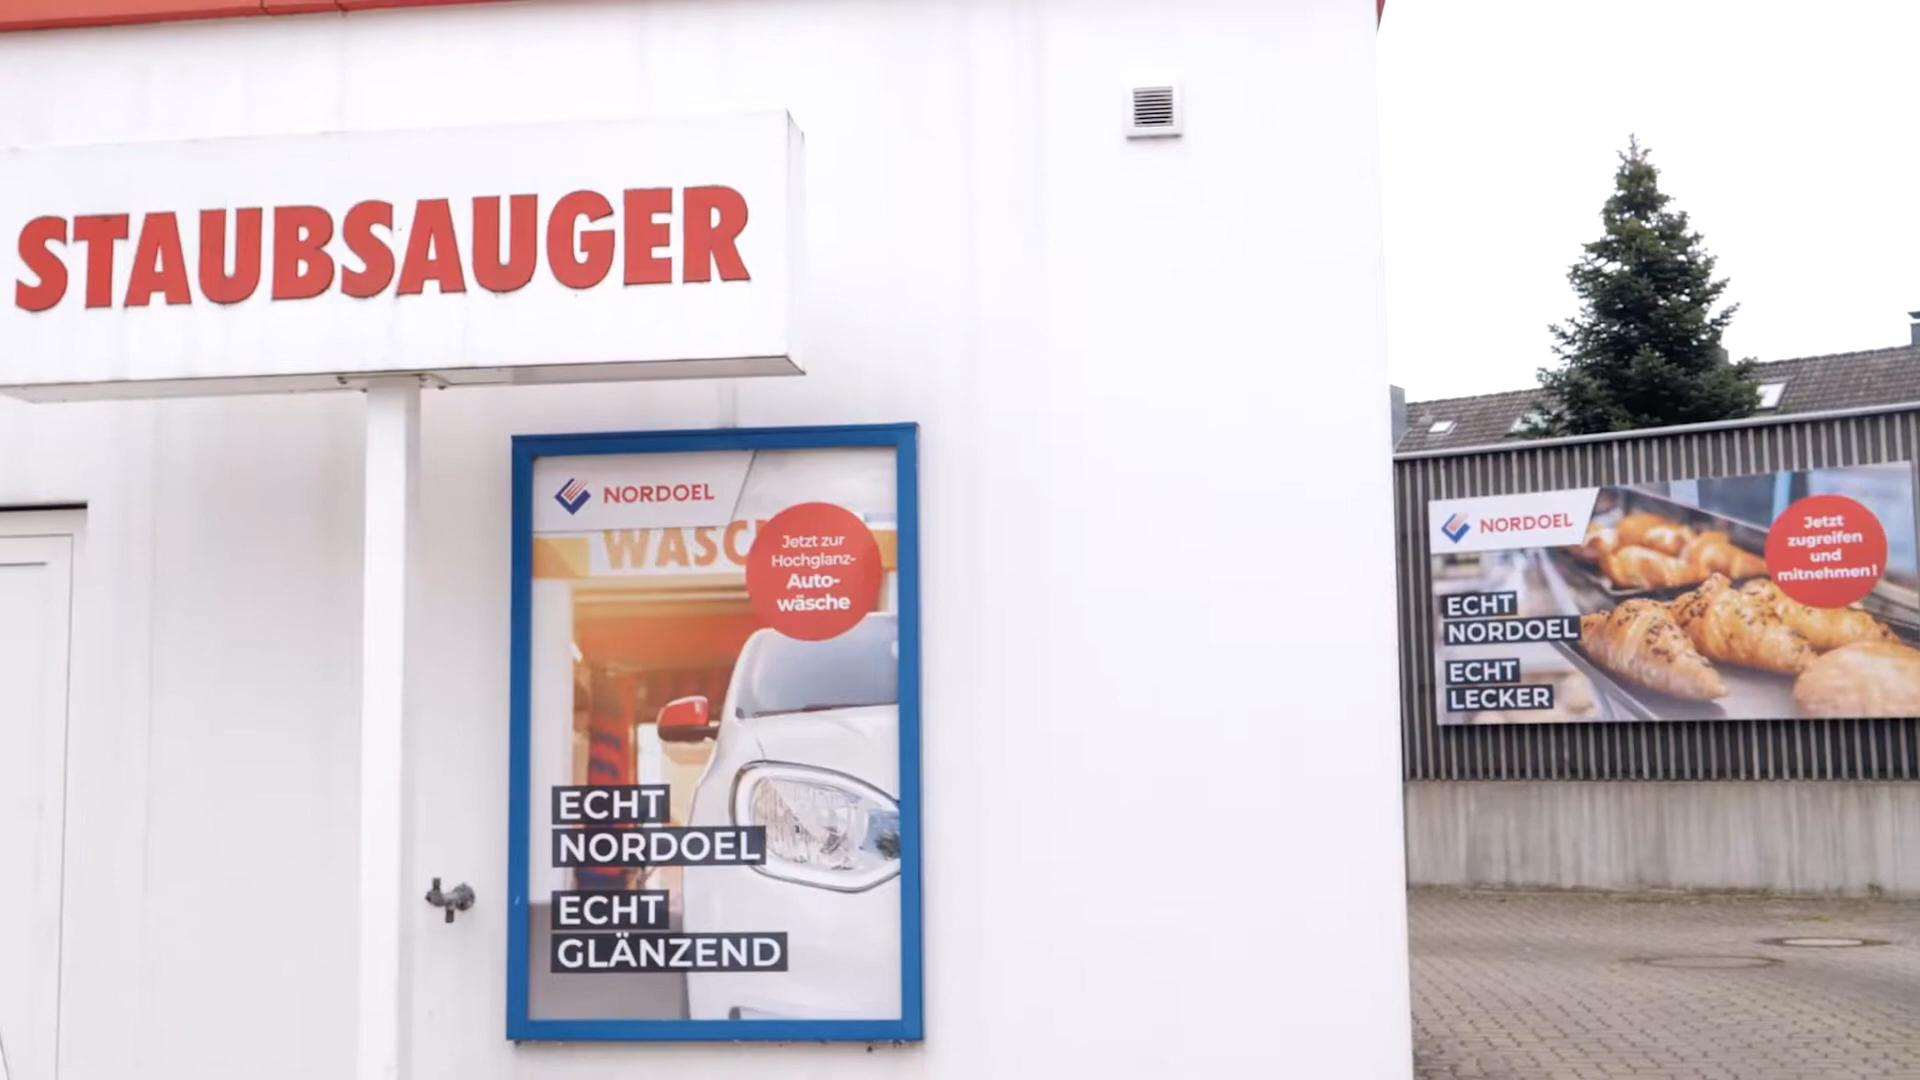 STAUBSAUGER
NORDOEL
WASC
Jetzt zur
Hochglanz-
Auto-
wäsche
ECHT
NORDOEL
ECHT
GLÄNZEND
NORDOEL
Jetzt
zugreifen
und
mitnehmen!
ECHT
NORDOEL
ECHT
LECKER